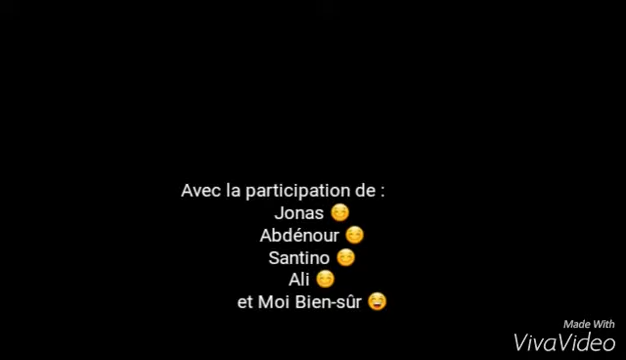 Avec la participation de :
Jonas 😊
Abdénour 😊
Santino 😊
Ali 😊
et Moi Bien-sûr 😄
Made With
VivaVideo